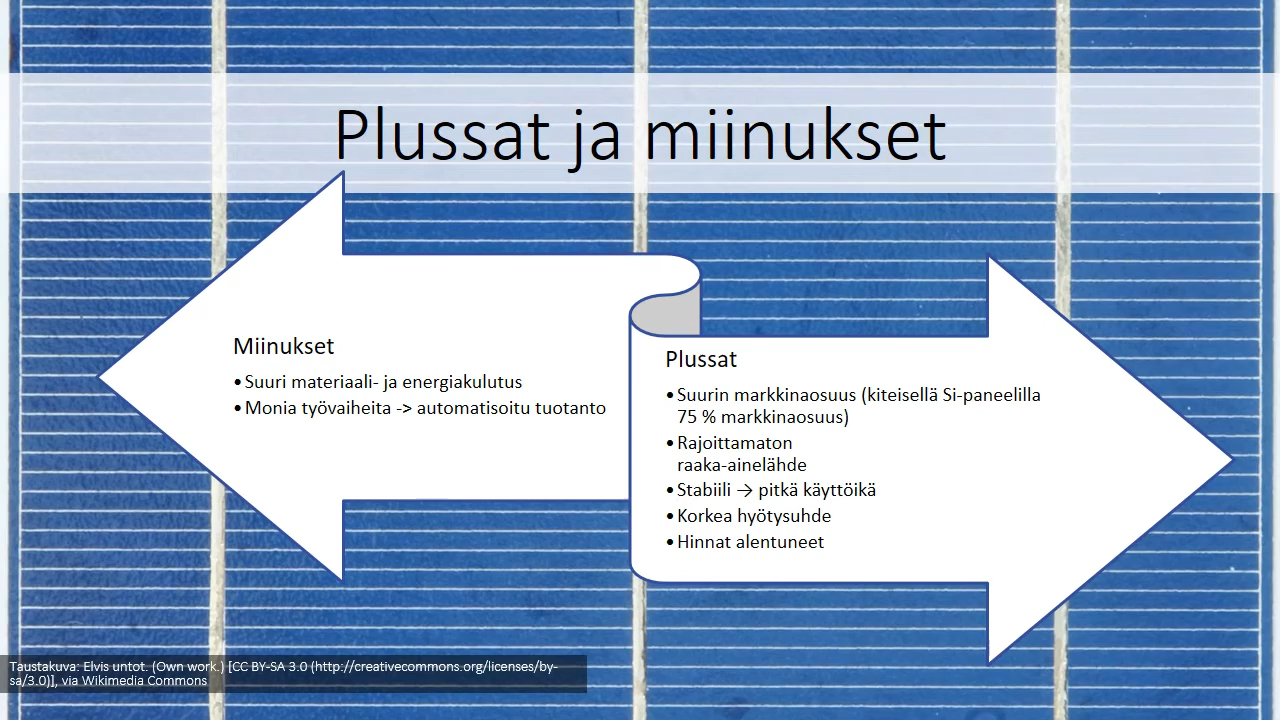 Plussat ja miinukset
Miinukset
•Suuri materiaali- ja energiakulutus
•Monia työvaiheita -> automatisoitu tuotanto
Plussat
•Suurin markkinaosuus (kiteisellä Si-paneelilla
75 % markkinaosuus)
•Rajoittamaton
raaka-ainelähde
•Stabiili → pitkä käyttöikä
•Korkea hyötysuhde
•Hinnat alentuneet
Taustakuva: Elvis untot. (Own work.) [CC BY-SA 3.0 (http://creativecommons.org/licenses/by-
sa/3.0)], via Wikimedia Commons